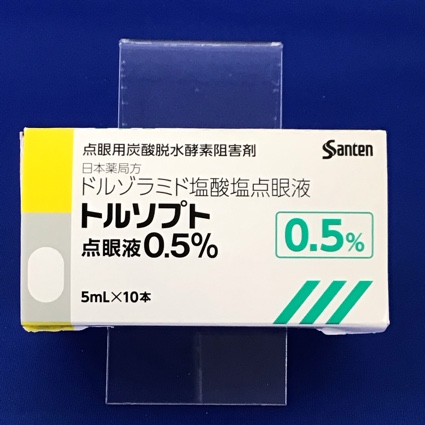 点眼用炭酸脱水酵素阻害剤
Santen
日本薬局方
ドルゾラミド塩酸塩点眼液
トルソプト
点眼液0.5%
0.5%
5mL×10本